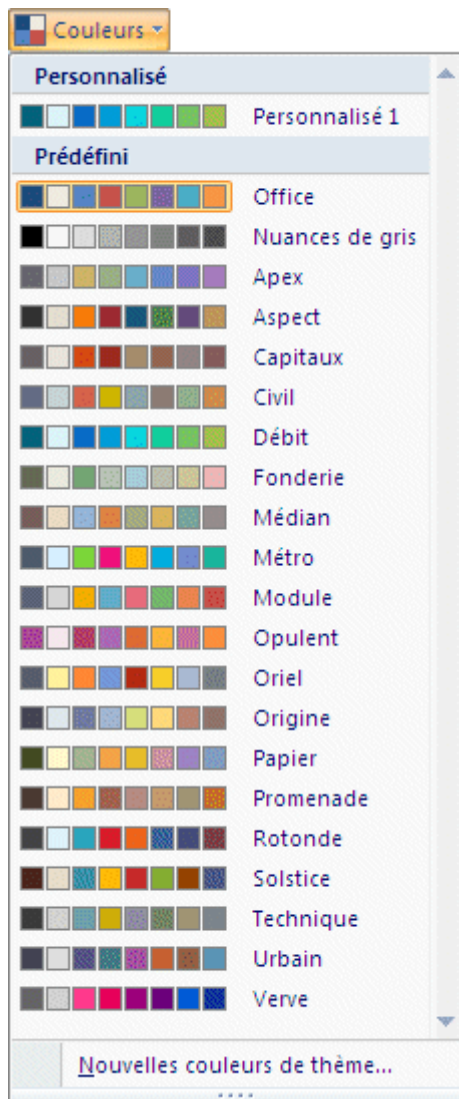 Couleurs
Personnalisé
Personnalisé 1
Prédéfini
Office
Nuances de gris
Apex
Aspect
Capitaux
Civil
Débit
Fonderie
Médian
Métro
Module
Opulent
Oriel
Origine
Papier
Promenade
Rotonde
Solstice
Technique
Urbain
Verve
Nouvelles couleurs de thème...